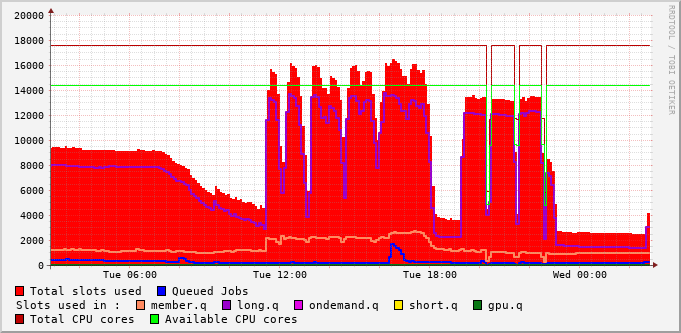 20000
18000
16000
14000
12000
10000
8000
6000
4000
2000
0
Tue 06:00 Tue 12:00 Tue 18:00 Wed 00:00
RRDTOOL / TOBI OETIKER
Total slots used Queued Jobs
Slots used in : member.q long.q ondemand.q short.q gpu.q
Total CPU cores Available CPU cores